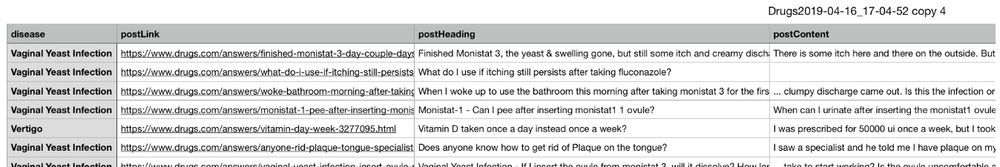 Drugs2019-04-16_17-04-52 copy 4
disease postLink postHeading postContent
Vaginal Yeast Infection https://www.drugs.com/answers/finished-monistat-3-day-couple-days Finished Monistat 3, the yeast & swelling gone, but still some itch and creamy disch There is some itch here and there on the outside. But
Vaginal Yeast Infection https://www.drugs.com/answers/what-do-i-use-if-itching-still-persists What do I use if itching still persists after taking fluconazole?
Vaginal Yeast Infection https://www.drugs.com/answers/woke-bathroom-morning-after-taking When I woke up to use the bathroom this morning after taking monistat 3 for the firs ... clumpy discharge came out. Is this the infection or
Vaginal Yeast Infection https://www.drugs.com/answers/monistat-1-pee-after-inserting-monis Monistat-1 - Can I pee after inserting monistat1 1 ovule? When can I urinate after inserting the monistat1 ovule
Vertigo https://www.drugs.com/answers/vitamin-day-week-3277095.html Vitamin D taken once a day instead once a week? I was prescribed for 50000 ui once a week, but I took
Vaginal Yeast Infection https://www.drugs.com/answers/anyone-rid-plaque-tongue-specialist Does anyone know how to get rid of Plaque on the tongue? I saw a specialist and he told me I have plaque on my
Vaginal Yeast Infection https://www.drugs.com/answers/vaginal-yeast-infection-insert-ovule- Vaginal Yeast Infection - If I insert the ovule from monistat 3, will it dissolve? How lon ... take to start working? Is the ovule uncomfortable a